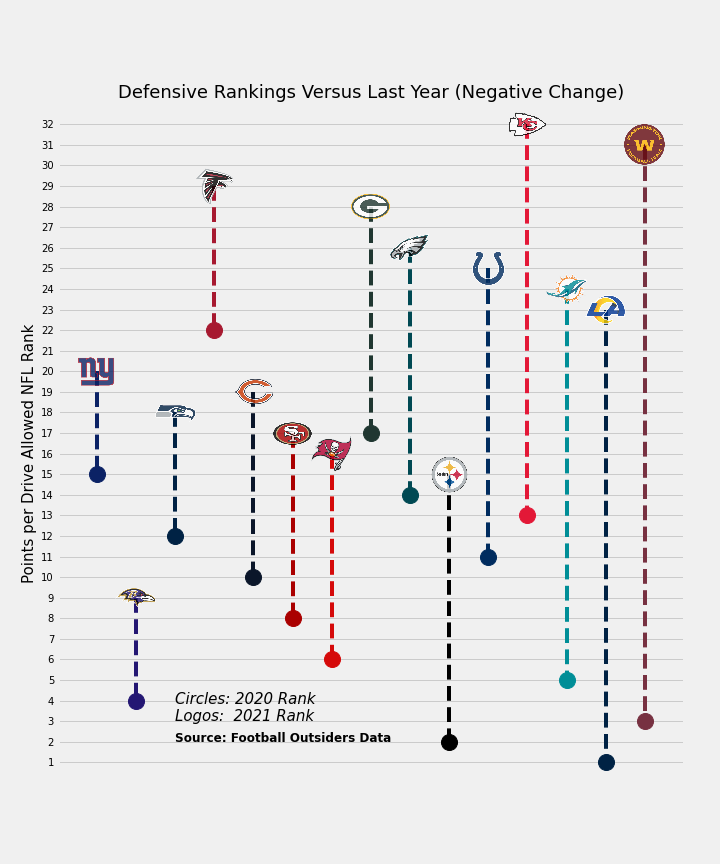 Defensive Rankings Versus Last Year (Negative Change)
Points per Drive Allowed NFL Rank
32
31
30
29
28
27
26
25
24
23
22
21
20
19
18
17
16
15
14
13
12
11
10
9
8
7
6
5
4
3
2
1
ny
C
G
SF
KC
WASHINGTON
W
LA
Circles: 2020 Rank
Logos:  2021 Rank
Source: Football Outsiders Data